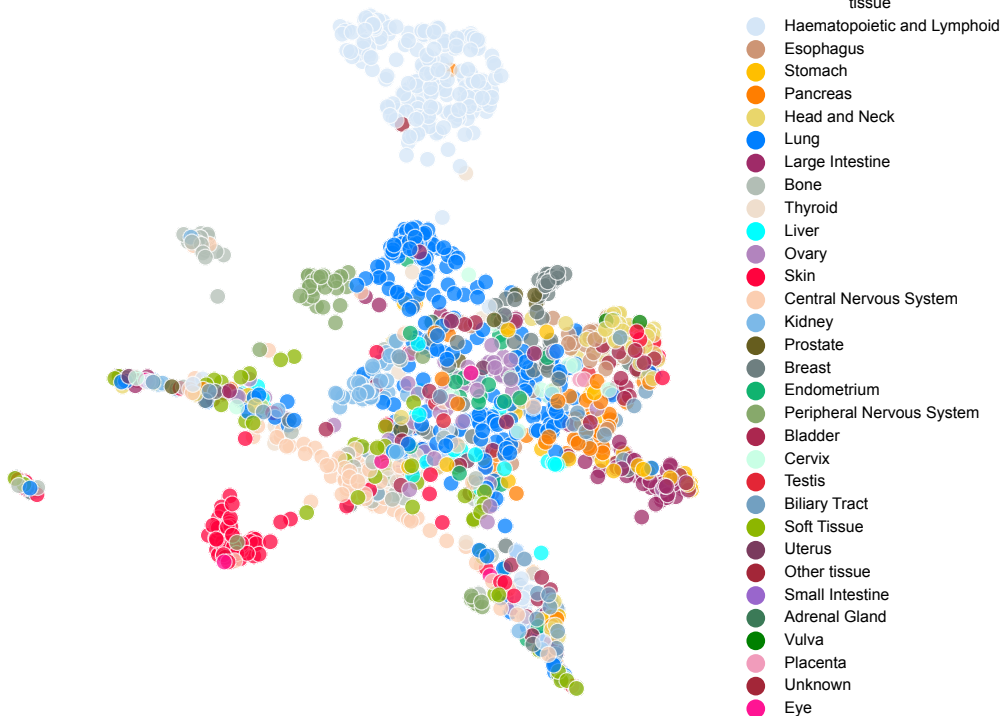 tissue
Haematopoietic and Lymphoid
Esophagus
Stomach
Pancreas
Head and Neck
Lung
Large Intestine
Bone
Thyroid
Liver
Ovary
Skin
Central Nervous System
Kidney
Prostate
Breast
Endometrium
Peripheral Nervous System
Bladder
Cervix
Testis
Biliary Tract
Soft Tissue
Uterus
Other tissue
Small Intestine
Adrenal Gland
Vulva
Placenta
Unknown
Eye